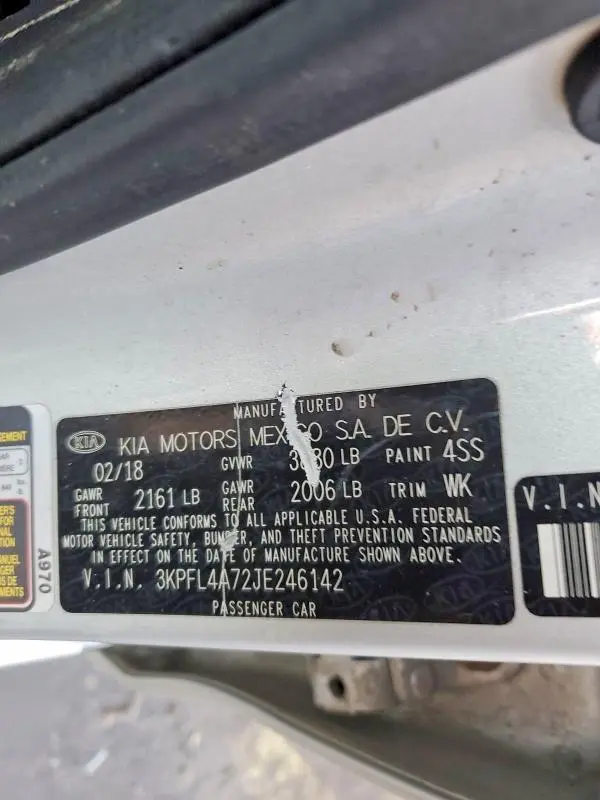 MANUFACTURED BY
KIA KIA MOTORS MEXICO S.A. DE C.V.
02/18 GVWR 3880 LB PAINT 4SS
GAWR FRONT 2161 LB GAWR REAR 2006 LB TRIM WK
THIS VEHICLE CONFORMS TO ALL APPLICABLE U.S.A. FEDERAL
MOTOR VEHICLE SAFETY, BUMPER, AND THEFT PREVENTION STANDARDS
IN EFFECT ON THE DATE OF MANUFACTURE SHOWN ABOVE.
V.I.N. 3KPFL4A72JE246142
PASSENGER CAR
A970
V.I.N.